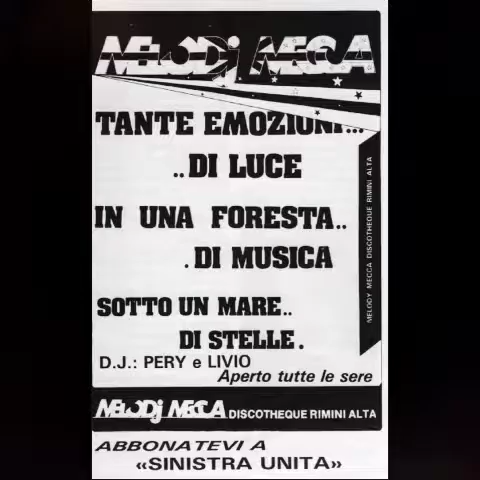 MELODJ MECCA
TANTE EMOZIONI...
..DI LUCE
IN UNA FORESTA..
.DI MUSICA
SOTTO UN MARE..
DI STELLE.
D.J.: PERY e LIVIO
Aperto tutte le sere
MELODY MECCA DISCOTHEQUE RIMINI ALTA
MELODJ MECCA DISCOTHEQUE RIMINI ALTA
ABBONATEVI A
«SINISTRA UNITA»